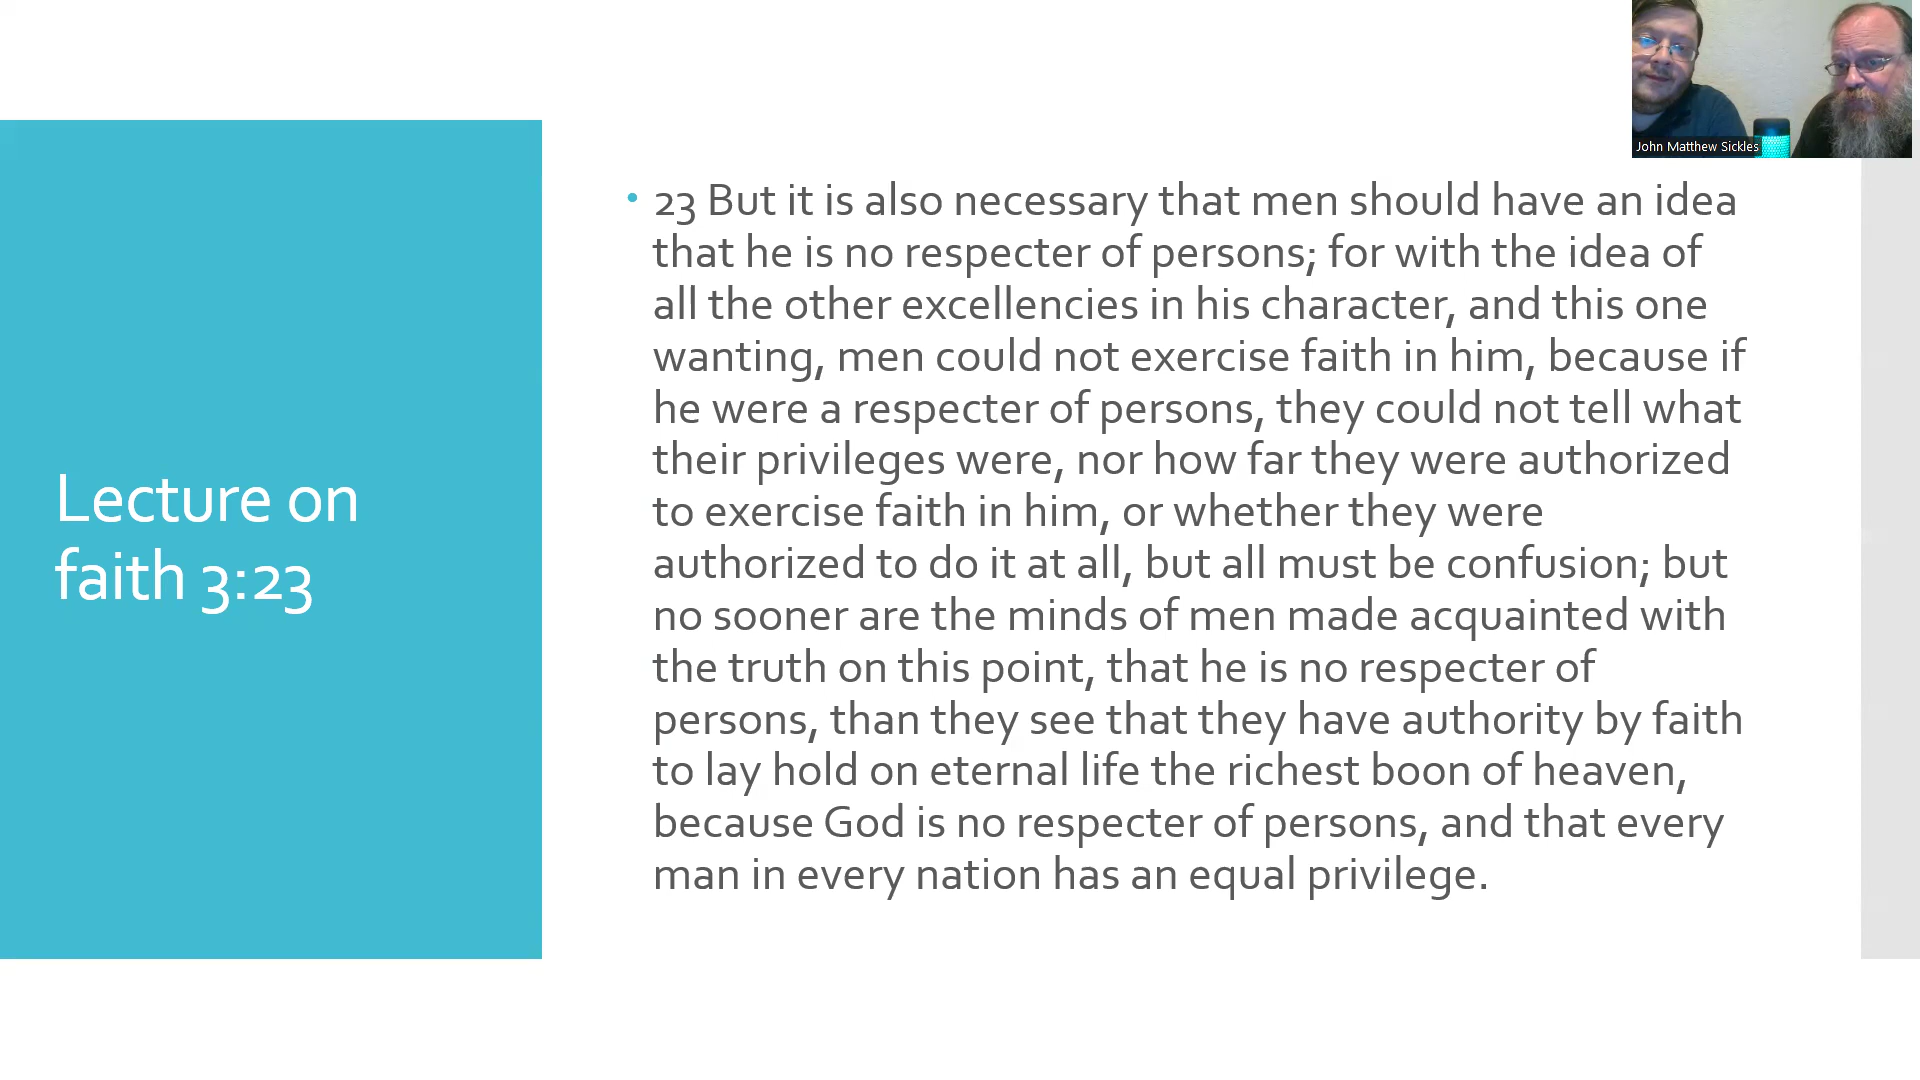 John Matthew Sickles
Lecture on
faith 3:23
• 23 But it is also necessary that men should have an idea
that he is no respecter of persons; for with the idea of
all the other excellencies in his character, and this one
wanting, men could not exercise faith in him, because if
he were a respecter of persons, they could not tell what
their privileges were, nor how far they were authorized
to exercise faith in him, or whether they were
authorized to do it at all, but all must be confusion; but
no sooner are the minds of men made acquainted with
the truth on this point, that he is no respecter of
persons, than they see that they have authority by faith
to lay hold on eternal life the richest boon of heaven,
because God is no respecter of persons, and that every
man in every nation has an equal privilege.